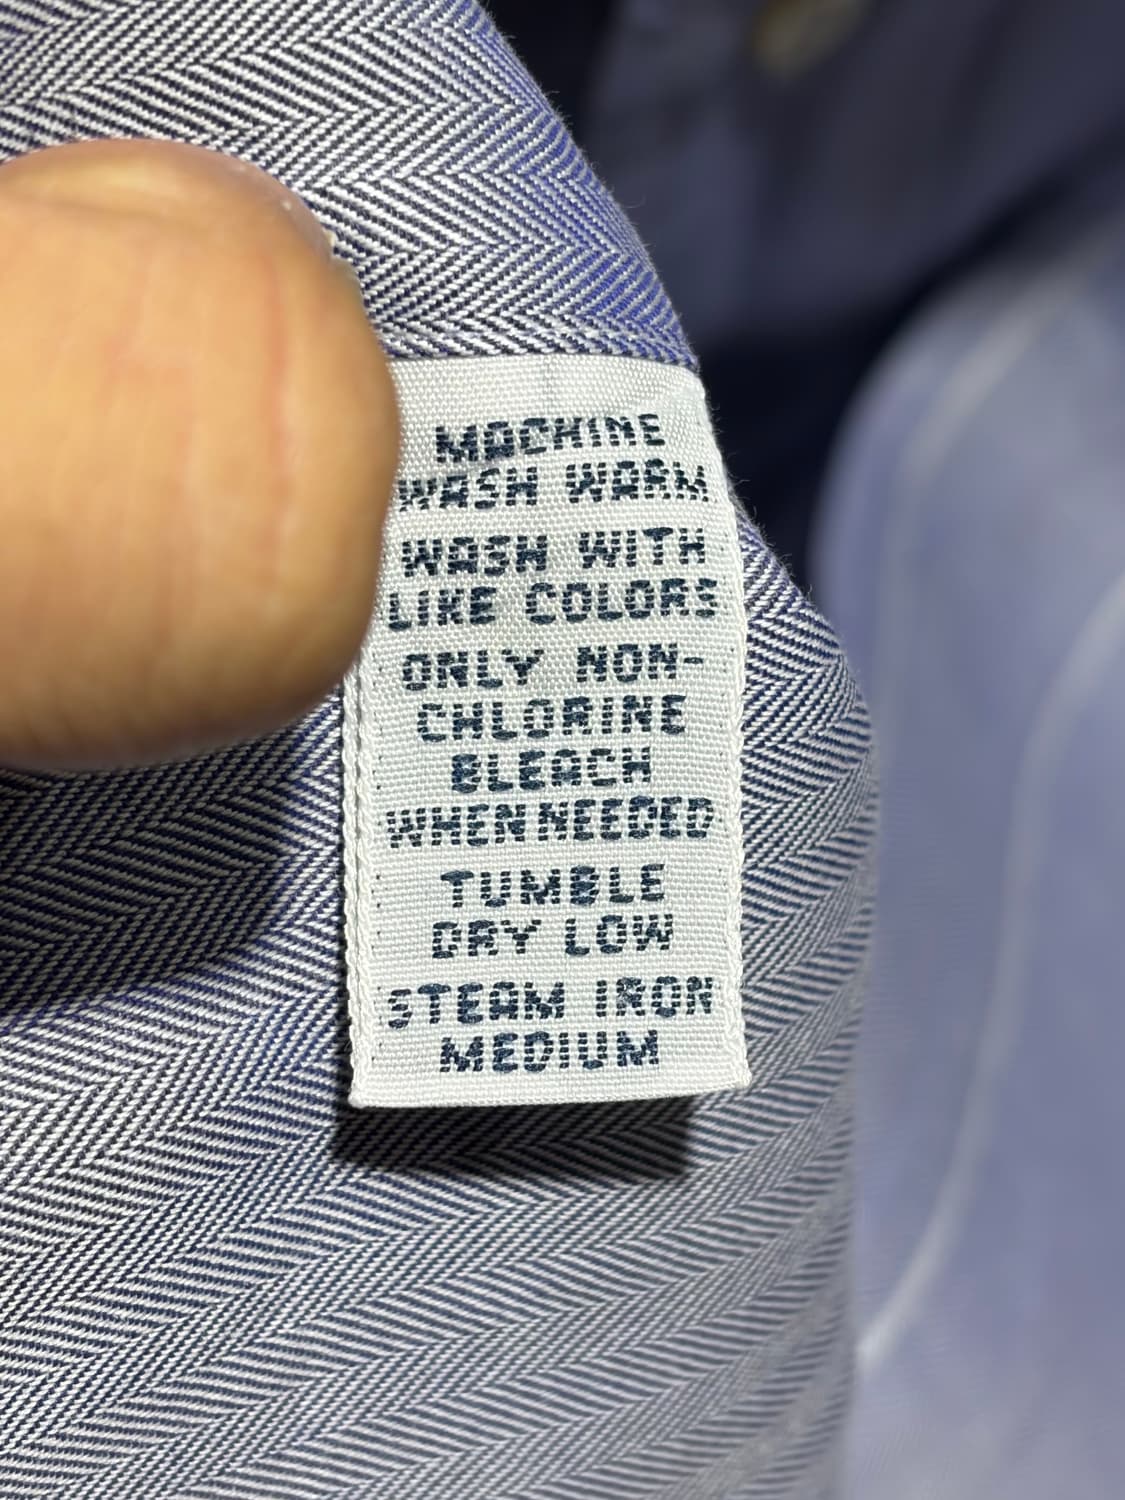 MACHINE
WASH WARM
WASH WITH
LIKE COLORS
ONLY NON-
CHLORINE
BLEACH
WHEN NEEDED
TUMBLE
DRY LOW
STEAM IRON
MEDIUM